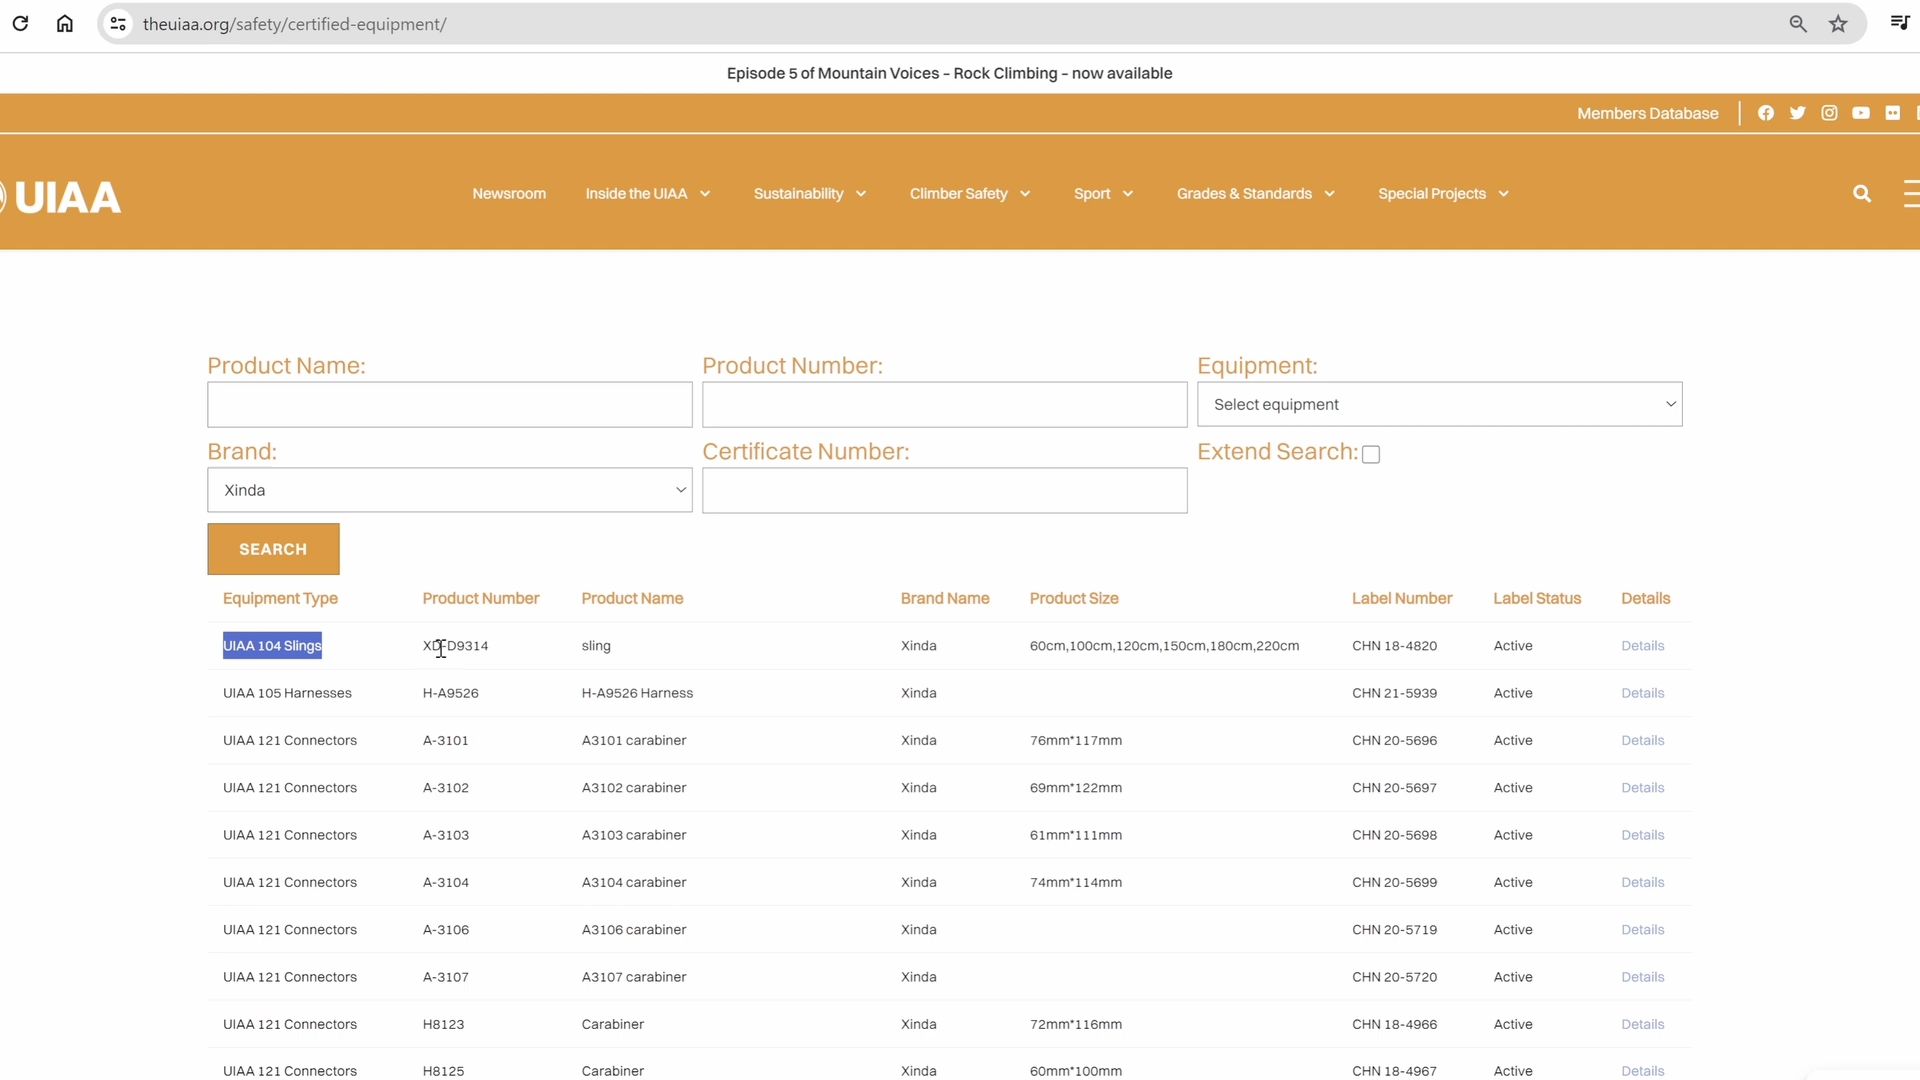 theuiaa.org/safety/certified-equipment/
Episode 5 of Mountain Voices – Rock Climbing – now available
Members Database
UIAA
Newsroom Inside the UIAA Sustainability Climber Safety Sport Grades & Standards Special Projects
Product Name: Product Number: Equipment:
Select equipment
Brand: Certificate Number: Extend Search:
Xinda
SEARCH
Equipment Type Product Number Product Name Brand Name Product Size Label Number Label Status Details
UIAA 104 Slings XD-D9314 sling Xinda 60cm,100cm,120cm,150cm,180cm,220cm CHN 18-4820 Active Details
UIAA 105 Harnesses H-A9526 H-A9526 Harness Xinda CHN 21-5939 Active Details
UIAA 121 Connectors A-3101 A3101 carabiner Xinda 76mm*117mm CHN 20-5696 Active Details
UIAA 121 Connectors A-3102 A3102 carabiner Xinda 69mm*122mm CHN 20-5697 Active Details
UIAA 121 Connectors A-3103 A3103 carabiner Xinda 61mm*111mm CHN 20-5698 Active Details
UIAA 121 Connectors A-3104 A3104 carabiner Xinda 74mm*114mm CHN 20-5699 Active Details
UIAA 121 Connectors A-3106 A3106 carabiner Xinda CHN 20-5719 Active Details
UIAA 121 Connectors A-3107 A3107 carabiner Xinda CHN 20-5720 Active Details
UIAA 121 Connectors H8123 Carabiner Xinda 72mm*116mm CHN 18-4966 Active Details
UIAA 121 Connectors H8125 Carabiner Xinda 60mm*100mm CHN 18-4967 Active Details